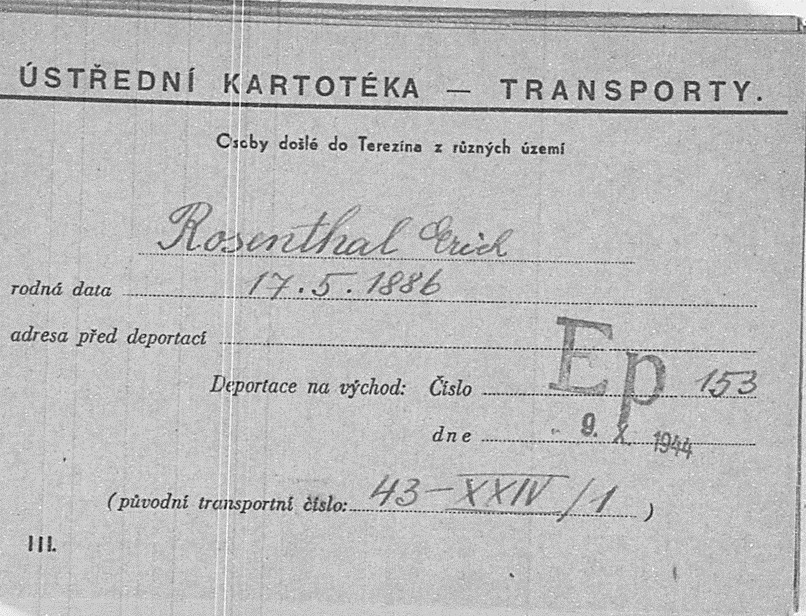 ÚSTŘEDNÍ KARTOTÉKA — TRANSPORTY.
Osoby došlé do Terezína z různých území
Rosenthal Erich
rodná data 17.5.1886
adresa před deportací
Deportace na východ: Číslo Ep 153
dne - 9. X. 1944
(původní transportní číslo: 43-XXIV/1)
III.